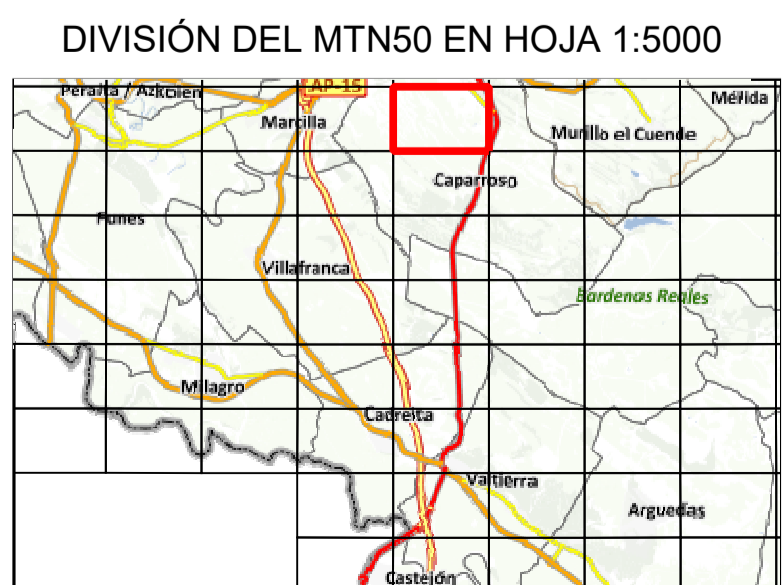 DIVISIÓN DEL MTN50 EN HOJA 1:5000
Peralta / Azkoien
AP-15
Mélida
Marcilla
Murillo el Cuende
Caparroso
Funes
Villafranca
Bardenas Reales
Milagro
Cadreita
Valtierra
Arguedas
Castejón